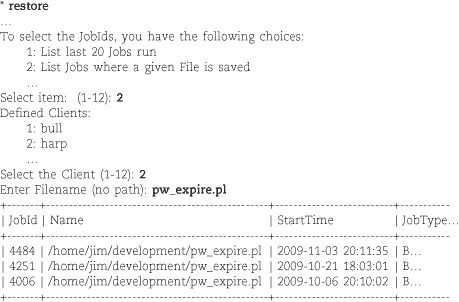 * restore
...
To select the JobIds, you have the following choices:
1: List last 20 Jobs run
2: List Jobs where a given File is saved
...
Select item: (1-12): 2
Defined Clients:
1: bull
2: harp
...
Select the Client (1-12): 2
Enter Filename (no path): pw_expire.pl
+-------+---------------------------------------+---------------------+----------
| JobId | Name | StartTime | JobType...
+-------+---------------------------------------+---------------------+----------
| 4484 | /home/jim/development/pw_expire.pl | 2009-11-03 20:11:35 | B...
| 4251 | /home/jim/development/pw_expire.pl | 2009-10-21 18:03:01 | B...
| 4006 | /home/jim/development/pw_expire.pl | 2009-10-06 20:10:02 | B...
+-------+---------------------------------------+---------------------+----------